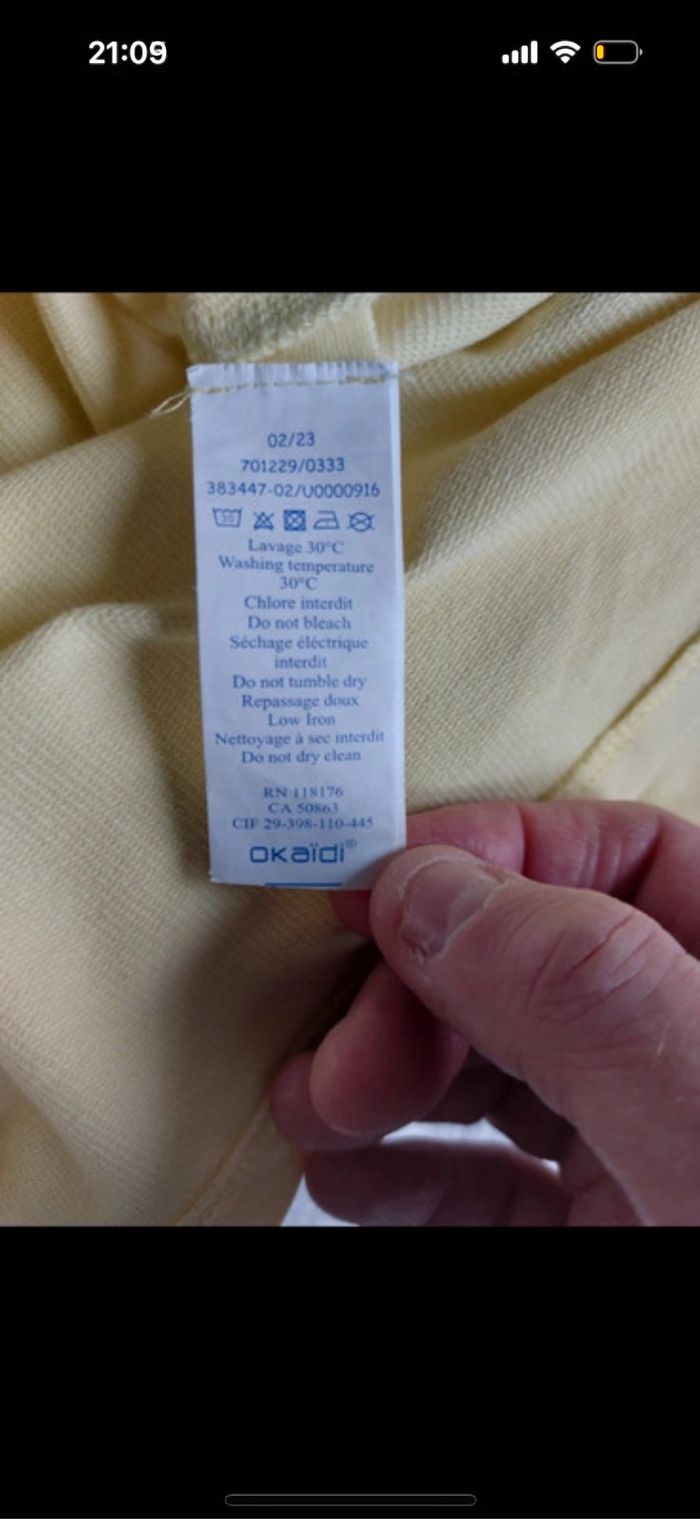 21:09
02/23
701229/0333
383447-02/U0000916
30
Lavage 30°C
Washing temperature
30°C
Chlore interdit
Do not bleach
Séchage éléctrique
interdit
Do not tumble dry
Repassage doux
Low Iron
Nettoyage à sec interdit
Do not dry clean
RN 118176
CA 50863
CIF 29-398-110-445
OKaïdi®